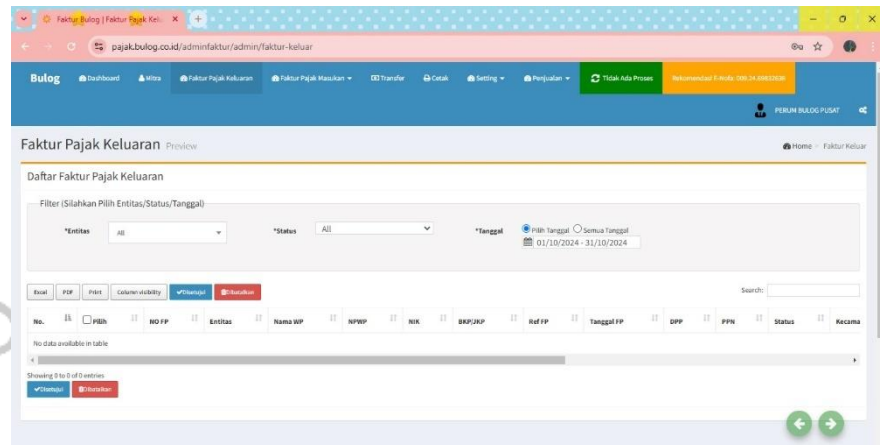 Faktur Bulog | Faktur Pajak Kelu
pajak.bulog.co.id/adminfaktur/admin/faktur-keluar
Bulog Dashboard Mitra Faktur Pajak Keluaran Faktur Pajak Masukan Transfer Cetak Setting Penjualan Tidak Ada Proses Rekomendasi E-Nofa:
PERUM BULOG PUSAT
Faktur Pajak Keluaran Preview
Home Faktur Keluar
Daftar Faktur Pajak Keluaran
Filter (Silahkan Pilih Entitas/Status/Tanggal)
*Entitas All *Status All *Tanggal Pilih Tanggal Semua Tanggal
01/10/2024 - 31/10/2024
Excel PDF Print Column visibility Disetujui Dibatalkan Search:
No. Pilih NO FP Entitas Nama WP NPWP NIK BKP/JKP Ref FP Tanggal FP DPP PPN Status Kecama
No data available in table
Showing 0 to 0 of 0 entries
Disetujui Dibatalkan